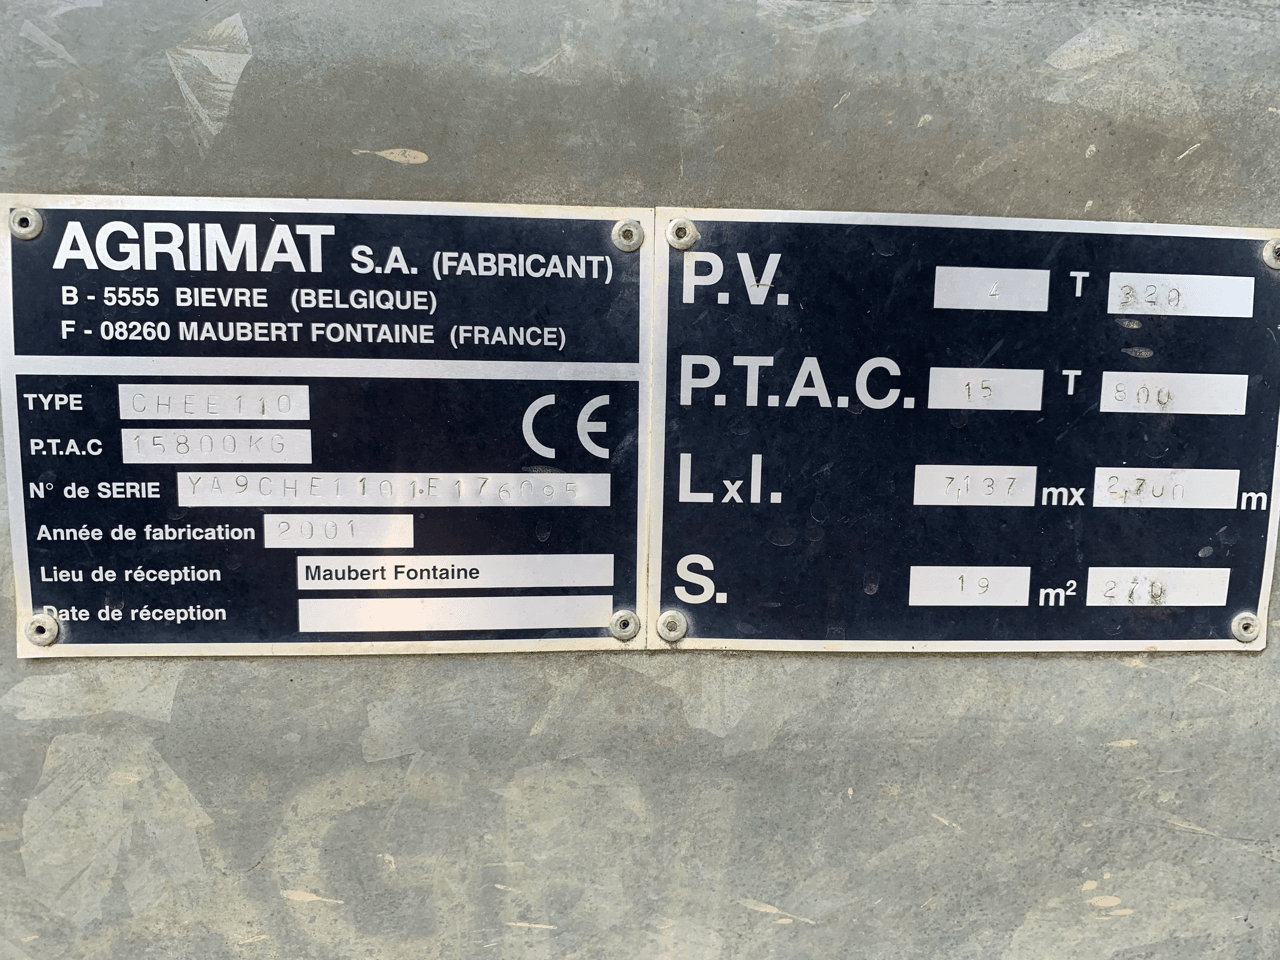 AGRIMAT S.A. (FABRICANT)
B - 5555 BIEVRE (BELGIQUE)
F - 08260 MAUBERT FONTAINE (FRANCE)
TYPE CHEE110
P.T.A.C 15800KG
N° de SERIE YA9CHE1101E176095
Année de fabrication 2001
Lieu de réception Maubert Fontaine
Date de réception
CE
P.V. 4 T 320
P.T.A.C. 15 T 800
Lxl. 7,137 mx 2,700 m
S. 19 m² 270